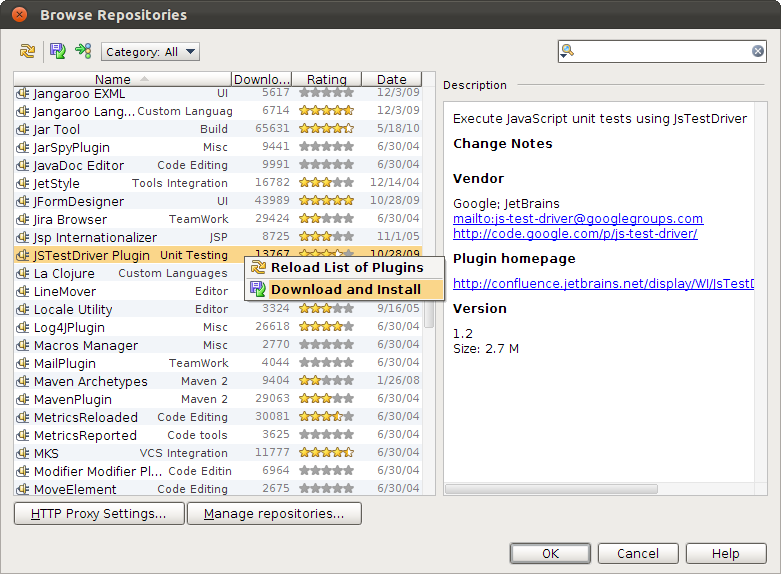 Browse Repositories
Category: All
Name Downlo... Rating Date
Jangaroo EXML UI 5617 12/3/09
Jangaroo Lang... Custom Languag 6714 12/3/09
Jar Tool Build 65631 5/18/10
JarSpyPlugin Misc 9441 6/30/04
JavaDoc Editor Code Editing 9991 6/30/04
JetStyle Tools Integration 16782 12/14/04
JFormDesigner UI 43989 10/28/09
Jira Browser TeamWork 29424 6/30/04
Jsp Internationalizer JSP 8725 11/1/05
JSTestDriver Plugin Unit Testing 13767 10/28/09
La Clojure Custom Languages
LineMover Editor
Locale Utility Editor 3324 9/16/05
Log4JPlugin Misc 26618 6/30/04
Macros Manager Misc 2770 6/30/04
MailPlugin TeamWork 4044 6/30/04
Maven Archetypes Maven 2 9404 1/26/08
MavenPlugin Maven 2 29063 6/30/04
MetricsReloaded Code Editing 30081 6/30/04
MetricsReported Code tools 3625 6/30/04
MKS VCS Integration 11777 6/30/04
Modifier Modifier Pl... Code Editin 6964 6/30/04
MoveElement Code Editing 2675 6/30/04
Reload List of Plugins
Download and Install
HTTP Proxy Settings...
Manage repositories...
Description
Execute JavaScript unit tests using JsTestDriver
Change Notes
Vendor
Google; JetBrains
mailto:js-test-driver@googlegroups.com
http://code.google.com/p/js-test-driver/
Plugin homepage
http://confluence.jetbrains.net/display/WI/JsTestD
Version
1.2
Size: 2.7 M
OK
Cancel
Help